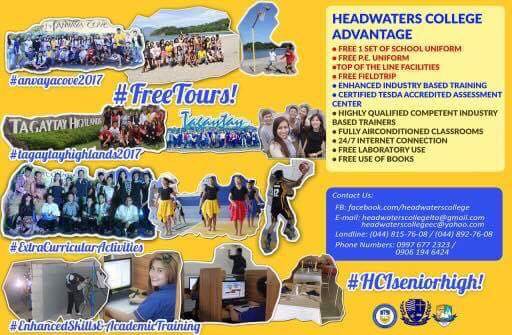 ANVAYA COVE
#anvayacove2017
#FreeTours!
TAGAYTAY HIGHLANDS
Tagaytay
#tagaytayhighlands2017
#ExtraCurricularActivities
#EnhancedSkills&AcademicTraining
HEADWATERS COLLEGE
ADVANTAGE
● FREE 1 SET OF SCHOOL UNIFORM
● FREE P.E. UNIFORM
●TOP OF THE LINE FACILITIES
● FREE FIELDTRIP
● ENHANCED INDUSTRY BASED TRAINING
● CERTIFIED TESDA ACCREDITED ASSESSMENT
CENTER
● HIGHLY QUALIFIED COMPETENT INDUSTRY
BASED TRAINERS
● FULLY AIRCONDITIONED CLASSROOMS
● 24/7 INTERNET CONNECTION
● FREE LABORATORY USE
● FREE USE OF BOOKS
Contact Us:
FB: facebook.com/headwaterscollege
E-mail: headwaterscollegelta@gmail.com
headwaterscollegeec@yahoo.com
Landline: (044) 815-76-08 / (044) 892-76-08
Phone Numbers: 0997 677 2323 /
0906 194 6424
#HCIseniorhigh!